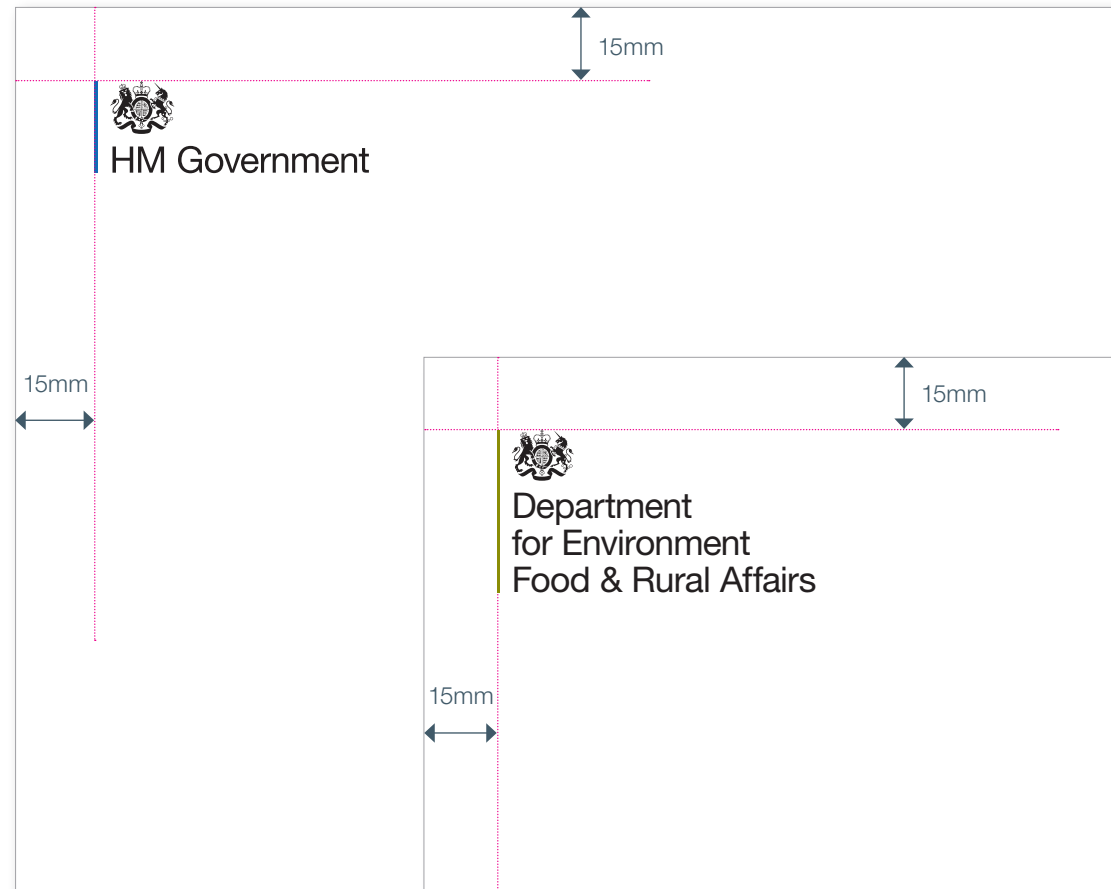 15mm
HM Government
15mm
15mm
Department
for Environment
Food & Rural Affairs
15mm